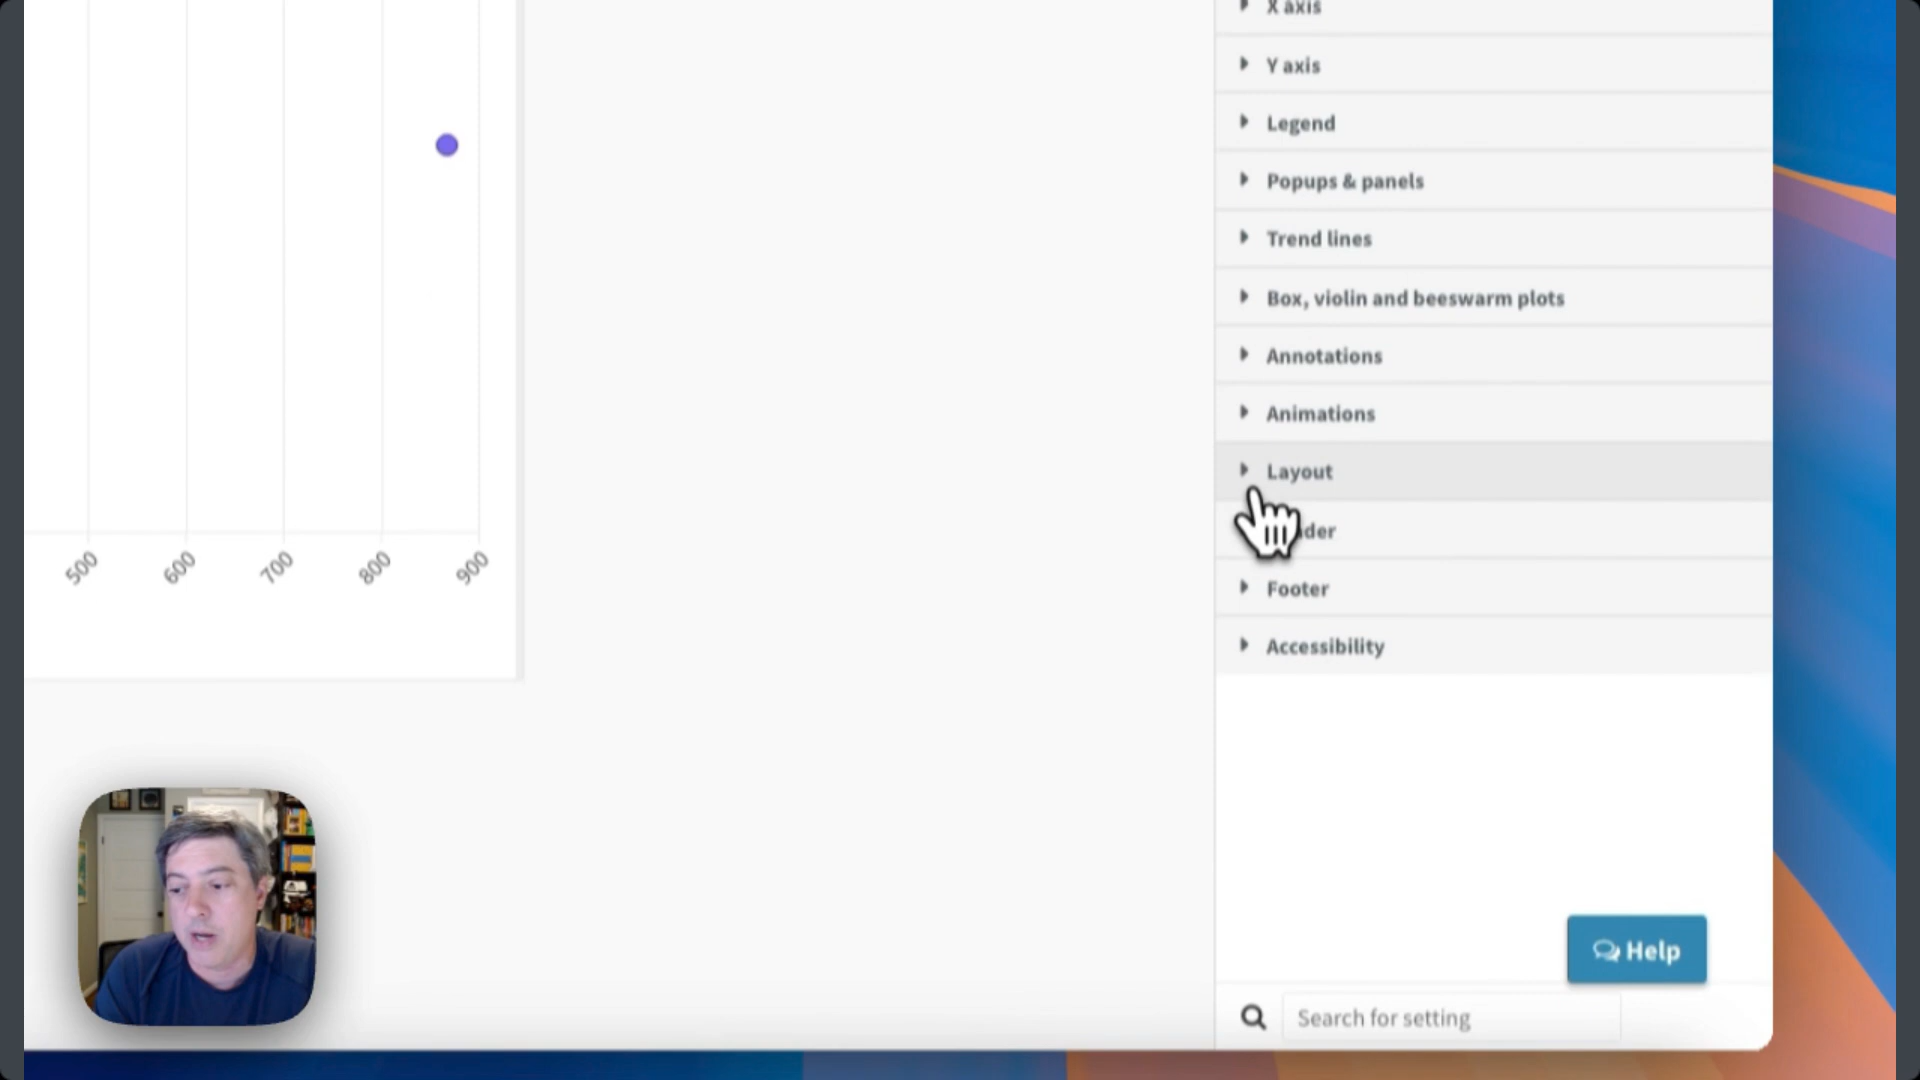 X axis
Y axis
Legend
Popups & panels
Trend lines
Box, violin and beeswarm plots
Annotations
Animations
Layout
der
Footer
Accessibility
500
600
700
800
900
Help
Search for setting